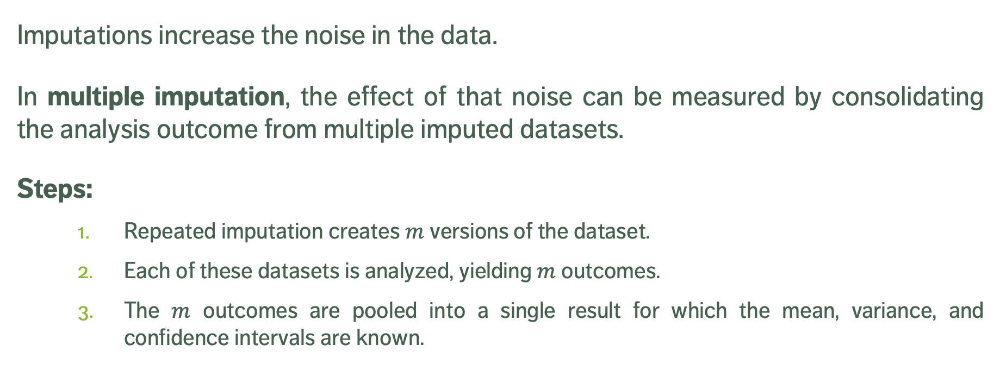 Imputations increase the noise in the data.
In multiple imputation, the effect of that noise can be measured by consolidating
the analysis outcome from multiple imputed datasets.
Steps:
1. Repeated imputation creates m versions of the dataset.
2. Each of these datasets is analyzed, yielding m outcomes.
3. The m outcomes are pooled into a single result for which the mean, variance, and
confidence intervals are known.